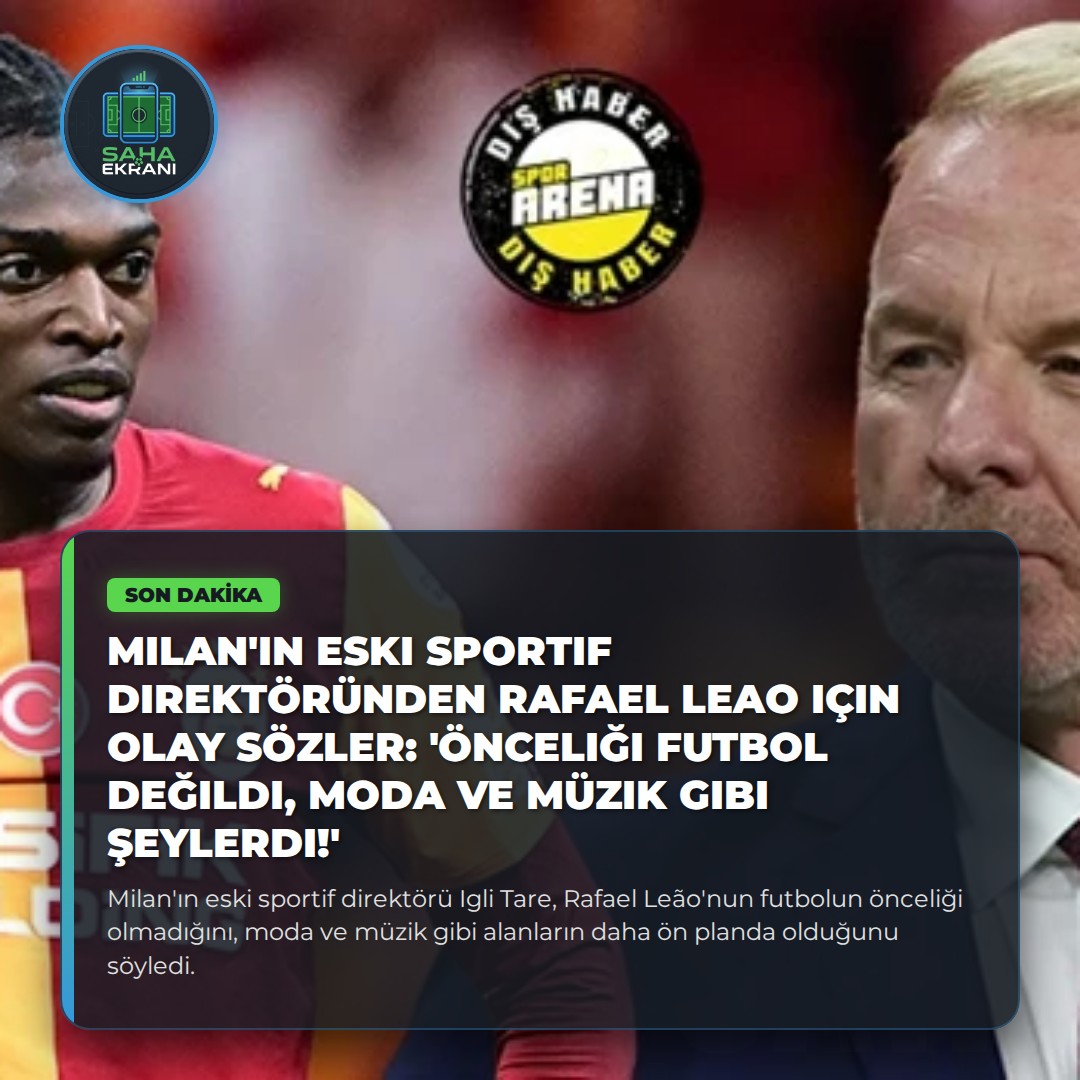 SAHA
EKRANI
DIŞ HABER
SPOR
ARENA
DIŞ HABER
SON DAKİKA
MILAN'IN ESKI SPORTIF
DIREKTÖRÜNDEN RAFAEL LEAO IÇIN
OLAY SÖZLER: 'ÖNCELIĞI FUTBOL
DEĞILDI, MODA VE MÜZIK GIBI
ŞEYLERDI!'
Milan'ın eski sportif direktörü Igli Tare, Rafael Leão'nun futbolun önceliği
olmadığını, moda ve müzik gibi alanların daha ön planda olduğunu
söyledi.